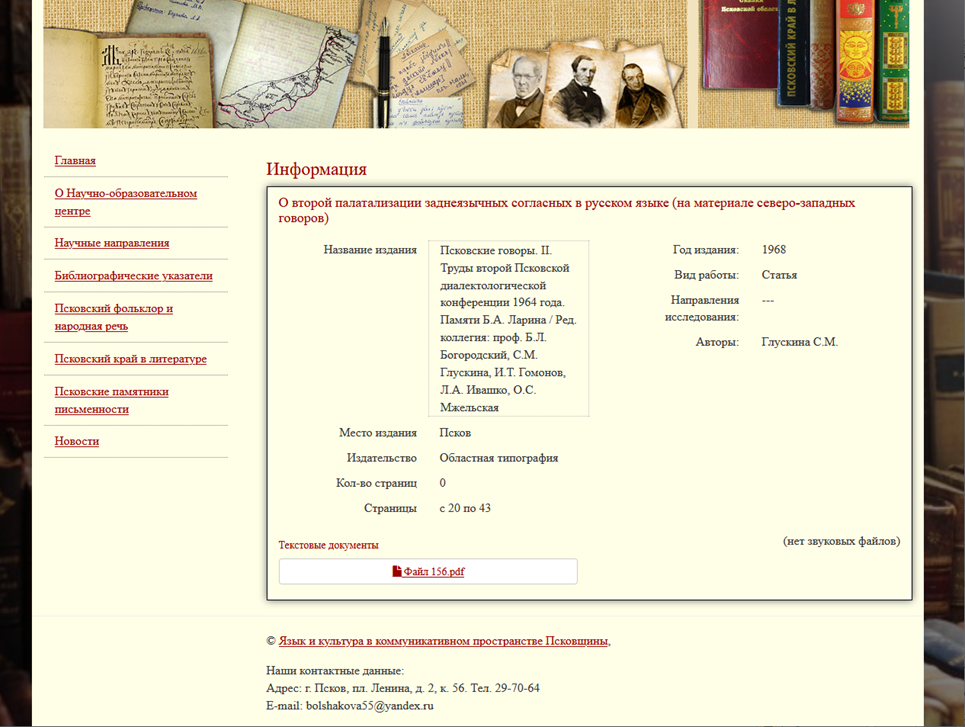 ПСКОВСКИЙ КРАЙ В Л
Главная
О Научно-образовательном
центре
Научные направления
Библиографические указатели
Псковский фольклор и
народная речь
Псковский край в литературе
Псковские памятники
письменности
Новости
Информация
О второй палатализации заднеязычных согласных в русском языке (на материале северо-западных
говоров)
Название издания
Псковские говоры. II.
Труды второй Псковской
диалектологической
конференции 1964 года.
Памяти Б.А. Ларина / Ред.
коллегия: проф. Б.Л.
Богородский, С.М.
Глускина, И.Т. Гомонов,
Л.А. Ивашко, О.С.
Мжельская
Место издания Псков
Издательство Областная типография
Кол-во страниц 0
Страницы с 20 по 43
Год издания: 1968
Вид работы: Статья
Направления ---
исследования:
Авторы: Глускина С.М.
Текстовые документы
(нет звуковых файлов)
Файл 156.pdf
© Язык и культура в коммуникативном пространстве Псковщины,
Наши контактные данные:
Адрес: г. Псков, пл. Ленина, д. 2, к. 56. Тел. 29-70-64
E-mail: bolshakova55@yandex.ru